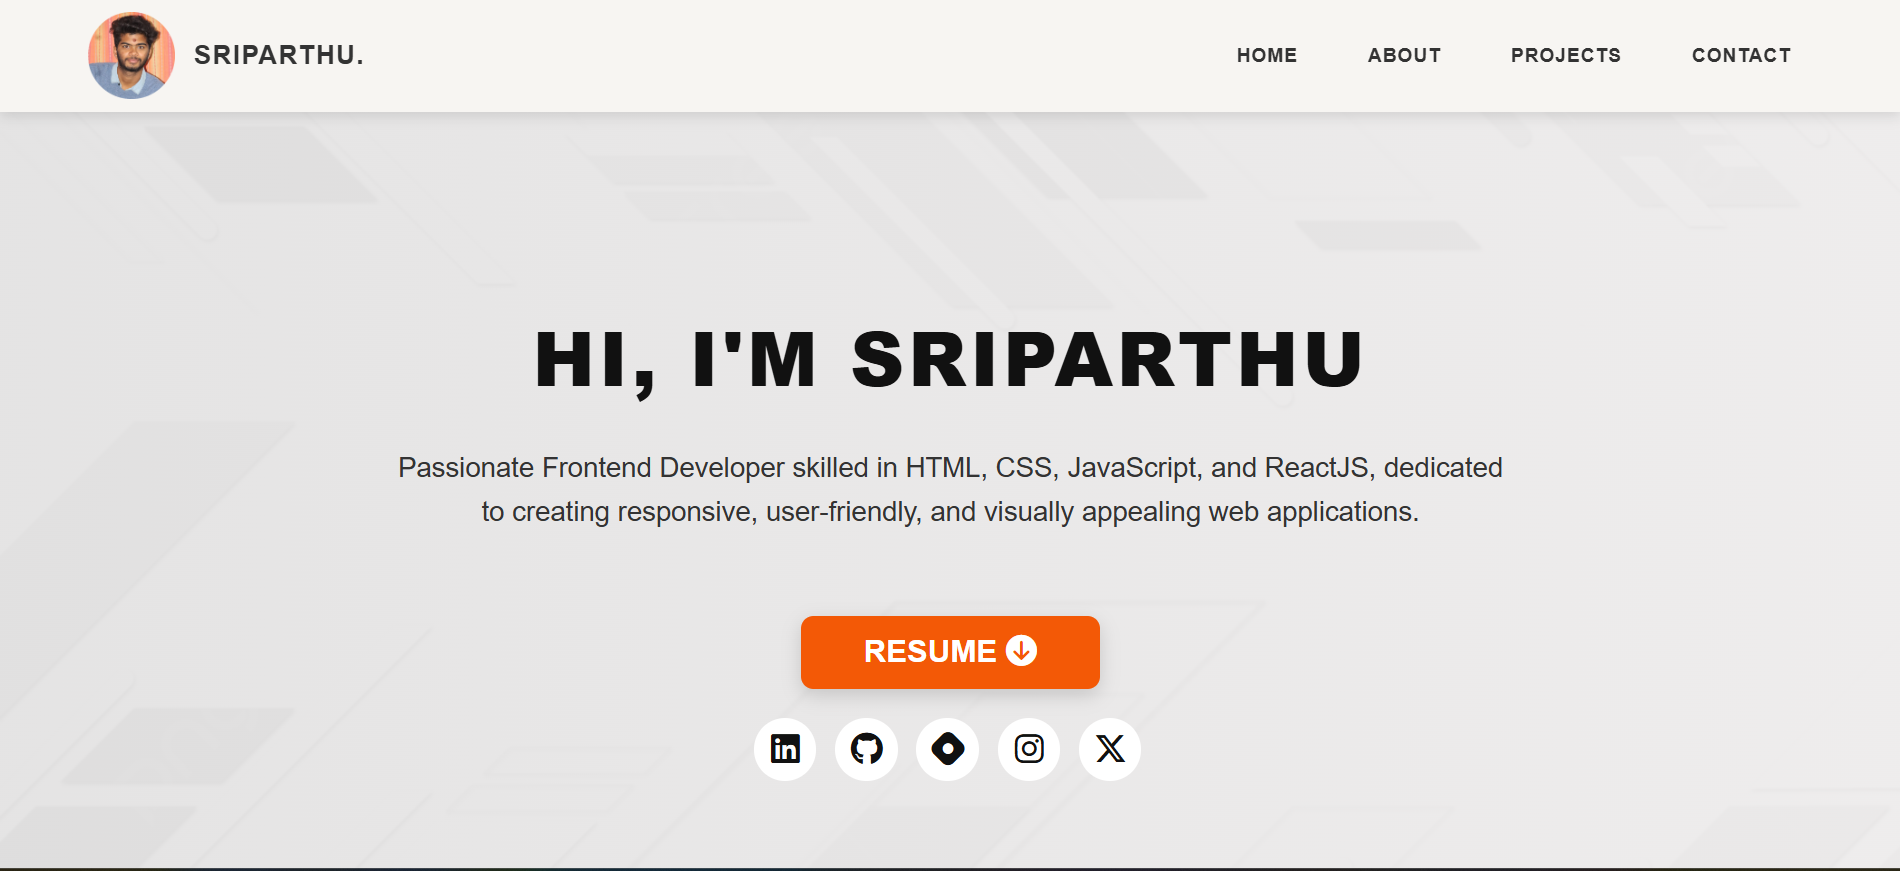 SRIPARTHU.
HOME
ABOUT
PROJECTS
CONTACT
HI, I'M SRIPARTHU
Passionate Frontend Developer skilled in HTML, CSS, JavaScript, and ReactJS, dedicated
to creating responsive, user-friendly, and visually appealing web applications.
RESUME